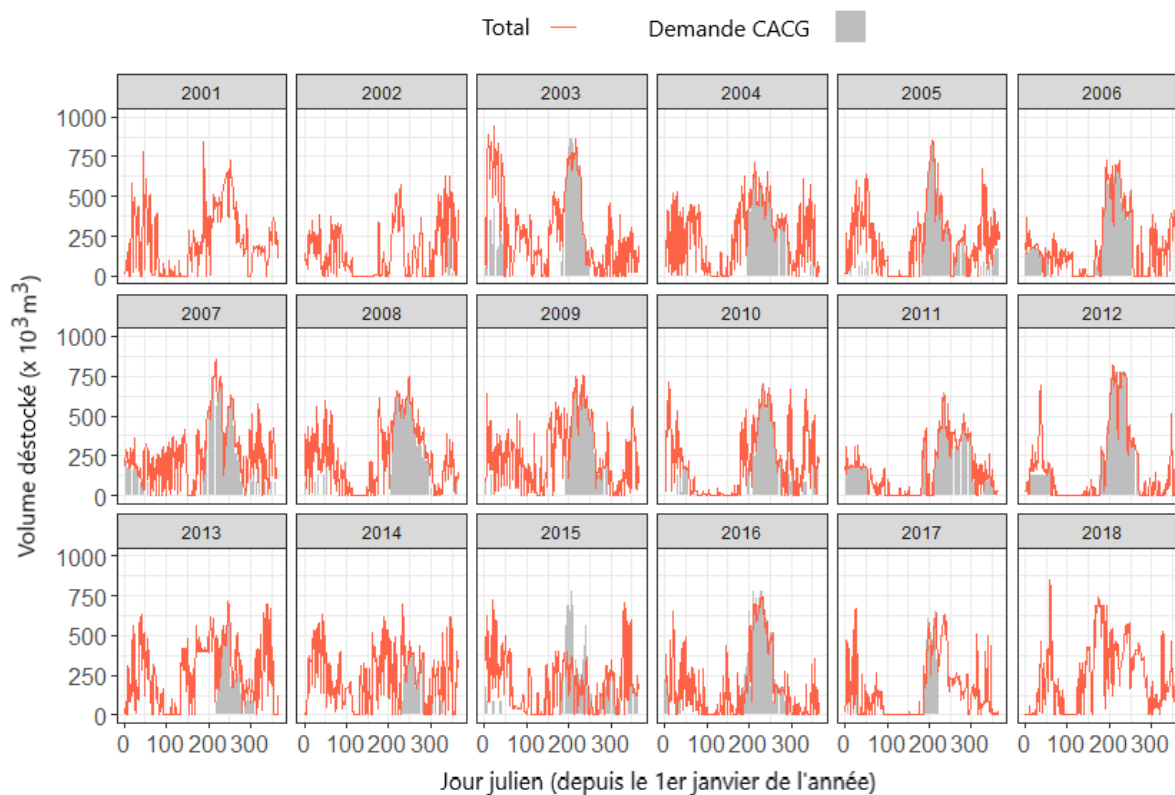 Total Demande CACG
2001 2002 2003 2004 2005 2006
1000
750
500
250
0
2007 2008 2009 2010 2011 2012
1000
750
500
250
0
2013 2014 2015 2016 2017 2018
1000
750
500
250
0
0 100 200 300 0 100 200 300 0 100 200 300 0 100 200 300 0 100 200 300 0 100 200 300
Jour julien (depuis le 1er janvier de l'année)
Volume déstocké (x 10³ m³)